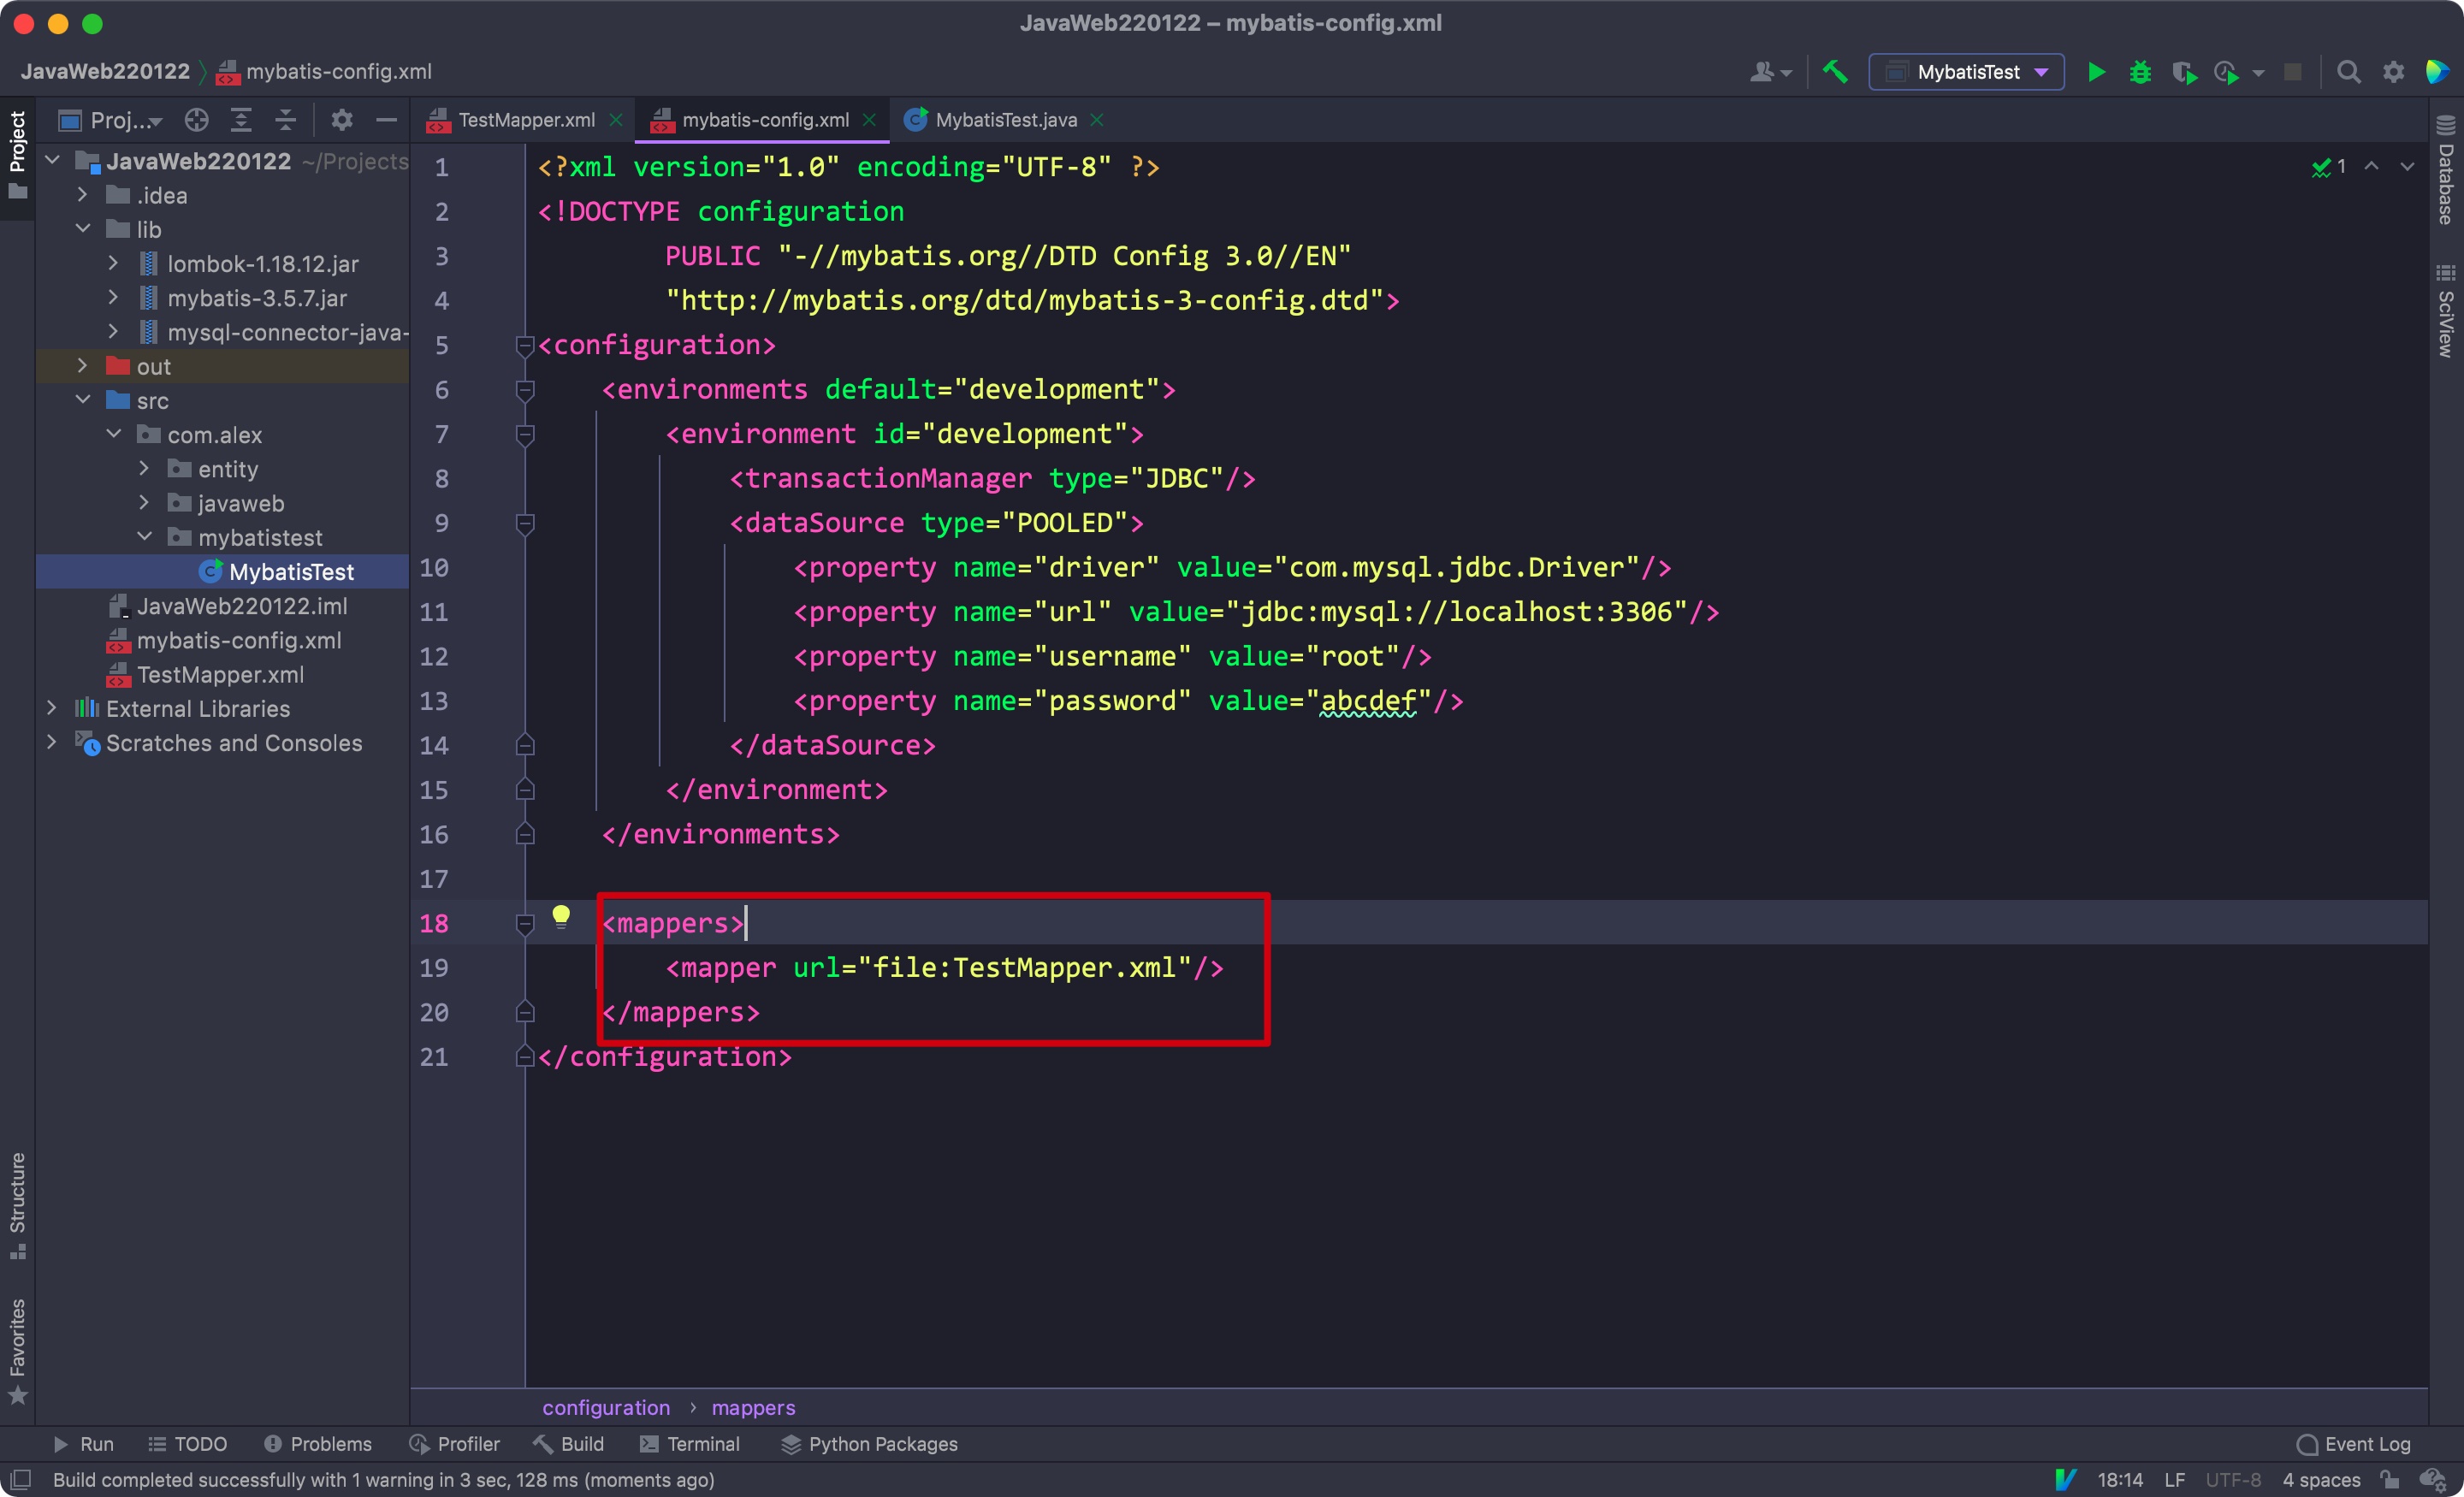 JavaWeb220122 – mybatis-config.xml
JavaWeb220122 mybatis-config.xml
MybatisTest
Project
Proj...
TestMapper.xml
mybatis-config.xml
MybatisTest.java
JavaWeb220122 ~/Projects
.idea
lib
lombok-1.18.12.jar
mybatis-3.5.7.jar
mysql-connector-java-
out
src
com.alex
entity
javaweb
mybatistest
MybatisTest
JavaWeb220122.iml
mybatis-config.xml
TestMapper.xml
External Libraries
Scratches and Consoles
1 <?xml version="1.0" encoding="UTF-8" ?>
2 <!DOCTYPE configuration
3 PUBLIC "-//mybatis.org//DTD Config 3.0//EN"
4 "http://mybatis.org/dtd/mybatis-3-config.dtd">
5 <configuration>
6 <environments default="development">
7 <environment id="development">
8 <transactionManager type="JDBC"/>
9 <dataSource type="POOLED">
10 <property name="driver" value="com.mysql.jdbc.Driver"/>
11 <property name="url" value="jdbc:mysql://localhost:3306"/>
12 <property name="username" value="root"/>
13 <property name="password" value="abcdef"/>
14 </dataSource>
15 </environment>
16 </environments>
17
18 <mappers>
19 <mapper url="file:TestMapper.xml"/>
20 </mappers>
21 </configuration>
1
Database
SciView
Structure
Favorites
configuration › mappers
Run TODO Problems Profiler Build Terminal Python Packages Event Log
Build completed successfully with 1 warning in 3 sec, 128 ms (moments ago) 18:14 LF UTF-8 4 spaces